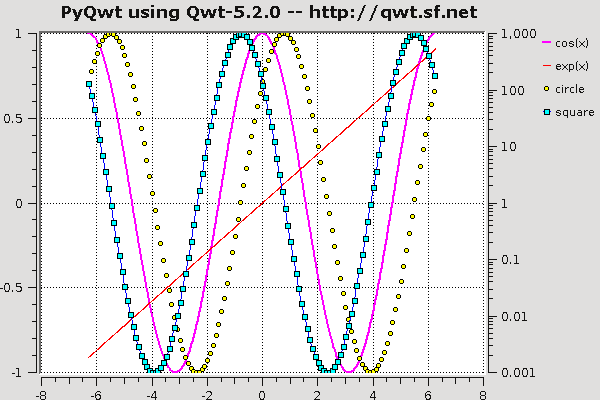 PyQwt using Qwt-5.2.0 -- http://qwt.sf.net
1
0.5
0
-0.5
-1
1.000
100
10
1
0.1
0.01
0.001
cos(x)
exp(x)
circle
square
-8 -6 -4 -2 0 2 4 6 8